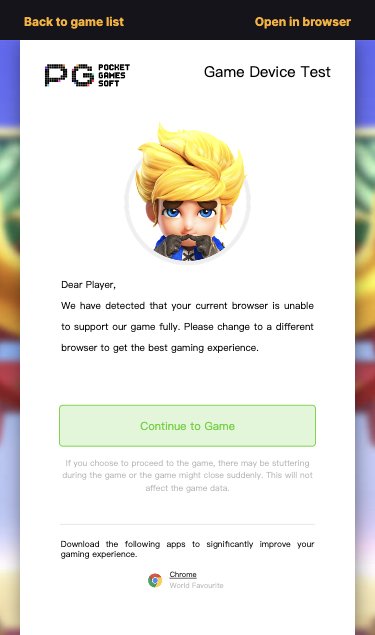 Back to game list
Open in browser
PG POCKET GAMES SOFT
Game Device Test
Dear Player,
We have detected that your current browser is unable
to support our game fully. Please change to a different
browser to get the best gaming experience.
Continue to Game
If you choose to proceed to the game, there may be stuttering
during the game or the game might close suddenly. This will not
affect the game data.
Download the following apps to significantly improve your
gaming experience.
Chrome
World Favourite